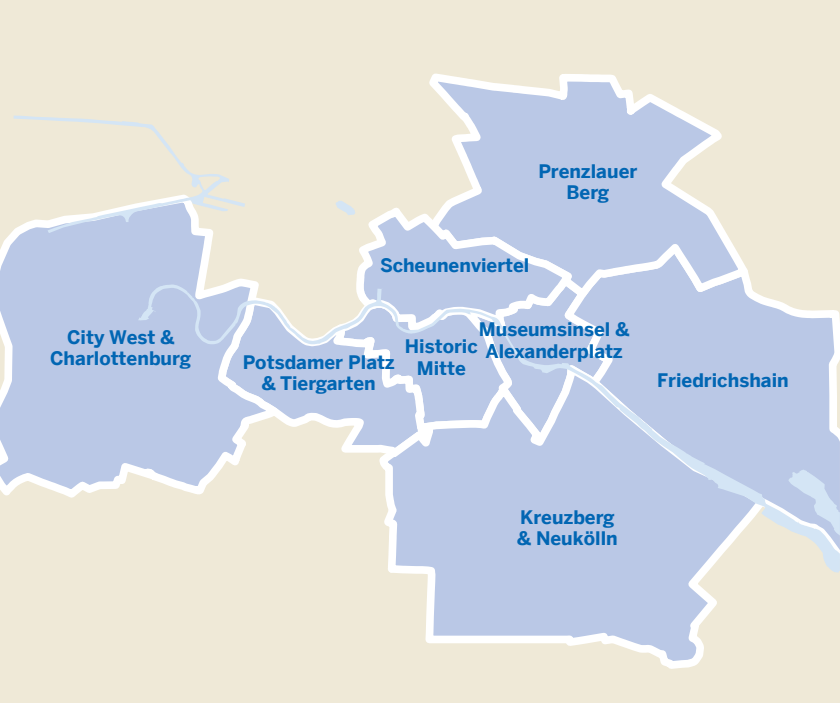 Prenzlauer
Berg
Scheunenviertel
Museumsinsel &
Alexanderplatz
City West &
Charlottenburg
Historic
Mitte
Potsdamer Platz
& Tiergarten
Friedrichshain
Kreuzberg
& Neukölln